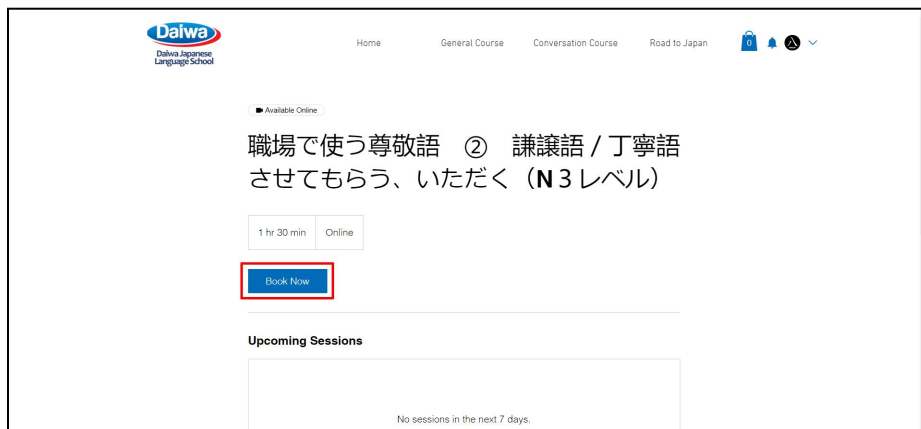 Daiwa
Daiwa Japanese
Language School
Home General Course Conversation Course Road to Japan 0
Available Online
職場で使う尊敬語　②　謙譲語 / 丁寧語
させてもらう、いただく（N３レベル）
1 hr 30 min Online
Book Now
Upcoming Sessions
No sessions in the next 7 days.